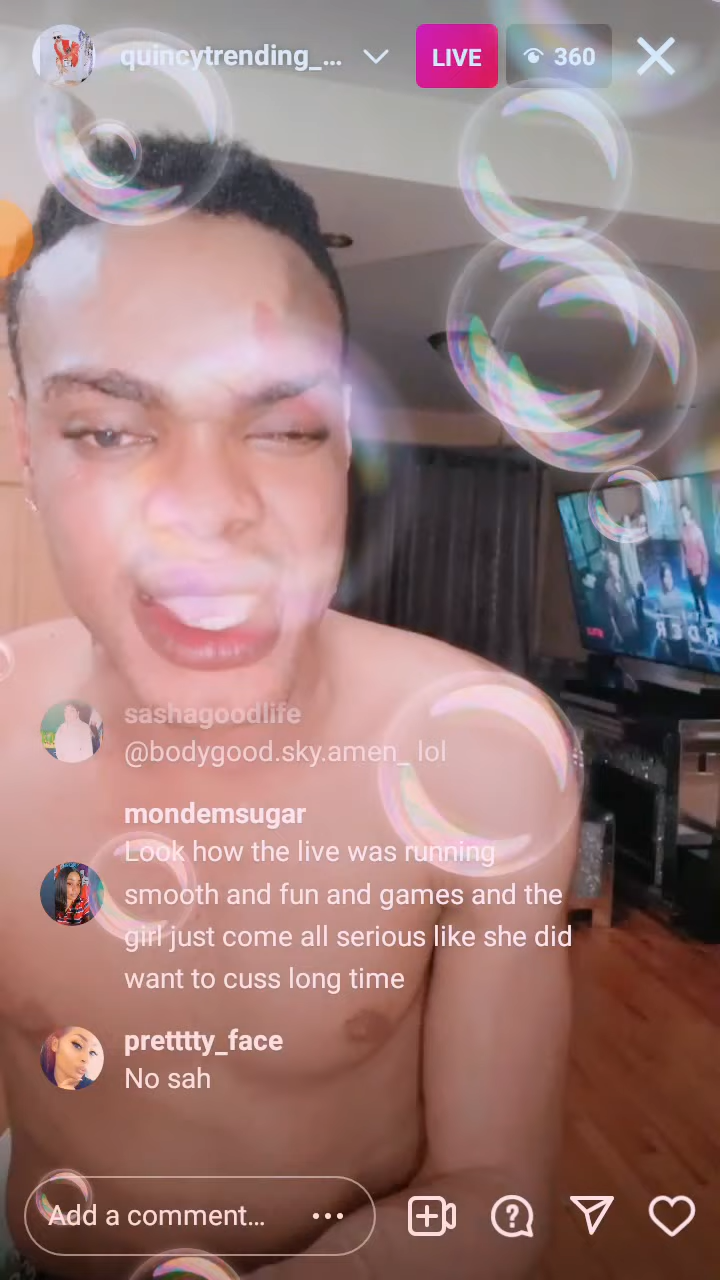 quincytrending_...
LIVE
360
sashagoodlife
@bodygood.sky.amen_ lol
mondemsugar
Look how the live was running
smooth and fun and games and the
girl just come all serious like she did
want to cuss long time
pretttty_face
No sah
Add a comment...